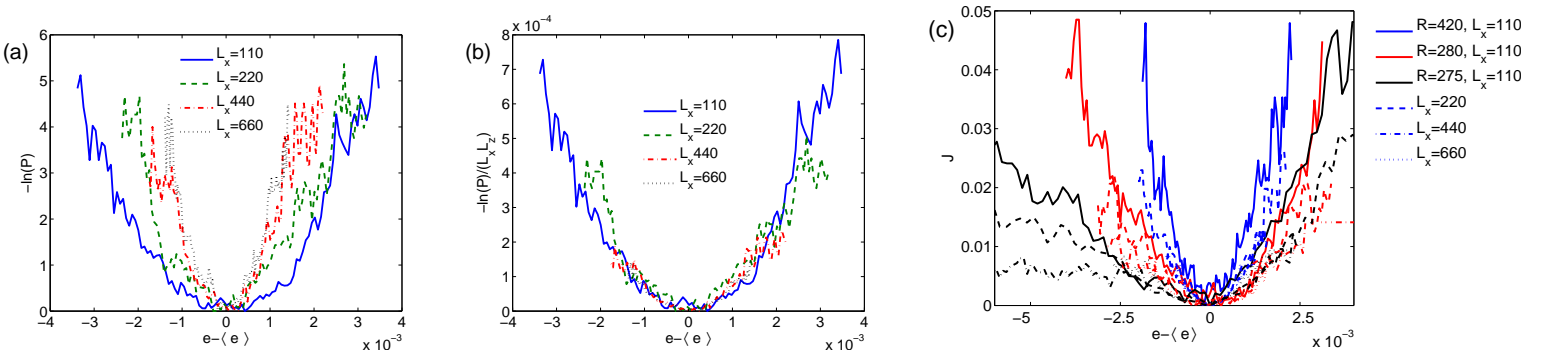 (a)
6
5
4
3
2
1
0
−ln(P)
−4 −3 −2 −1 0 1 2 3 4
e−⟨ e ⟩
x 10⁻³
L_x=110
L_x=220
L_x440
L_x=660
(b)
x 10⁻⁴
8
7
6
5
4
3
2
1
0
−ln(P)/(L_xL_z)
−4 −3 −2 −1 0 1 2 3 4
e−⟨ e ⟩
x 10⁻³
L_x=110
L_x=220
L_x440
L_x=660
(c)
0.05
0.04
0.03
0.02
0.01
0
J
−5 −2.5 0 2.5
e−⟨ e ⟩
x 10⁻³
R=420, L_x=110
R=280, L_x=110
R=275, L_x=110
L_x=220
L_x=440
L_x=660